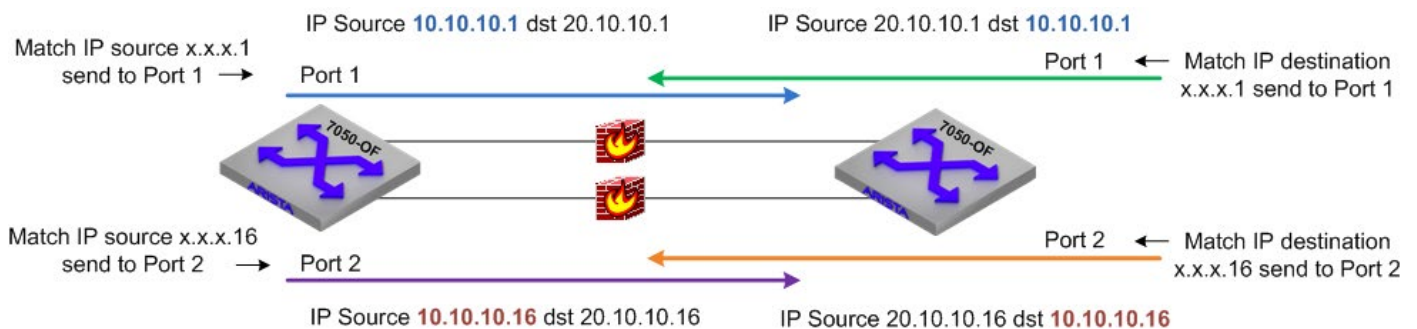 IP Source 10.10.10.1 dst 20.10.10.1
IP Source 20.10.10.1 dst 10.10.10.1
Match IP source x.x.x.1
send to Port 1
Port 1
Port 1
Match IP destination
x.x.x.1 send to Port 1
7050-OF
ARISTA
7050-OF
ARISTA
Match IP source x.x.x.16
send to Port 2
Port 2
Port 2
Match IP destination
x.x.x.16 send to Port 2
IP Source 10.10.10.16 dst 20.10.10.16
IP Source 20.10.10.16 dst 10.10.10.16